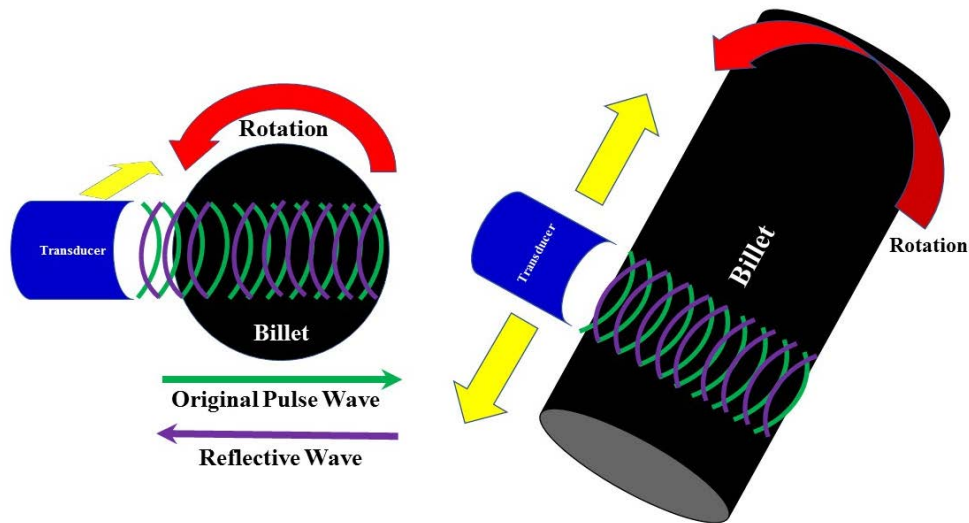 Rotation
Transducer
Billet
Original Pulse Wave
Reflective Wave
Transducer
Billet
Rotation